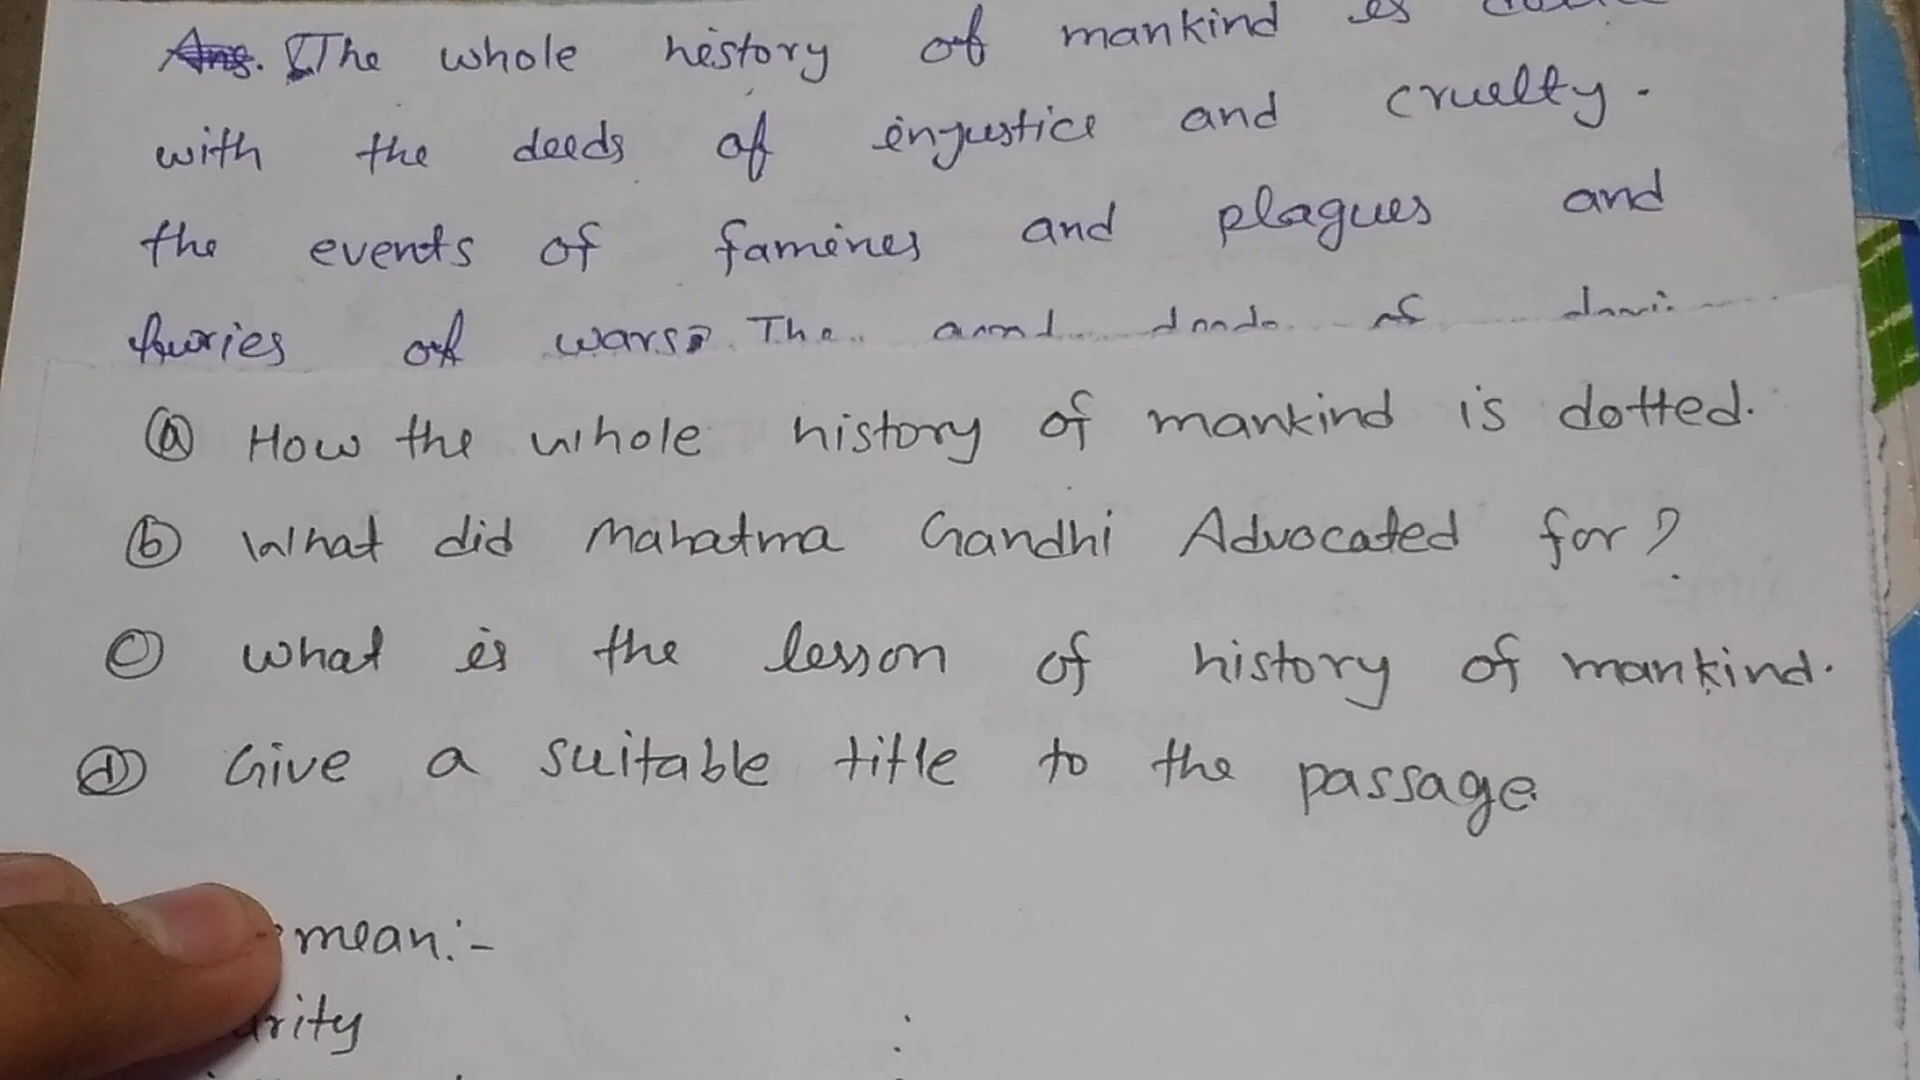 Ans. The whole history of mankind is
with the deeds of injustice and cruelty.
the events of famines and plagues and
furies of wars. The
(a) How the whole history of mankind is dotted.
(b) What did Mahatma Gandhi Advocated for?
(c) What is the lesson of history of mankind.
(d) Give a suitable title to the passage.
mean:-